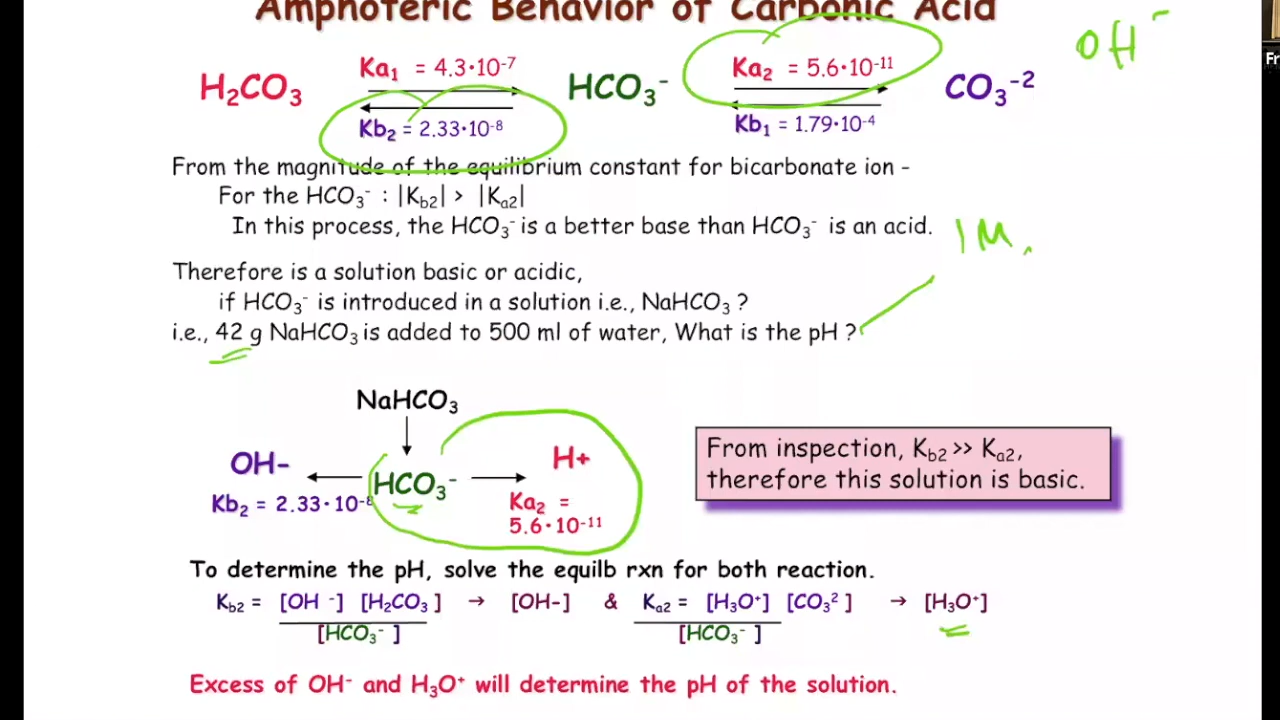 Amphoteric Behavior of Carbonic Acid
OH⁻
Fr
Ka₁ = 4.3•10⁻⁷
Ka₂ = 5.6•10⁻¹¹
H₂CO₃ HCO₃⁻ CO₃⁻²
Kb₂ = 2.33•10⁻⁸
Kb₁ = 1.79•10⁻⁴
From the magnitude of the equilibrium constant for bicarbonate ion -
For the HCO₃⁻ : |Kb₂| > |Ka₂|
In this process, the HCO₃⁻ is a better base than HCO₃⁻ is an acid.
1M.
Therefore is a solution basic or acidic,
if HCO₃⁻ is introduced in a solution i.e., NaHCO₃ ?
i.e., 42 g NaHCO₃ is added to 500 ml of water, What is the pH ?
NaHCO₃
OH- ← HCO₃⁻ → H+
Kb₂ = 2.33•10⁻⁸
Ka₂ =
5.6•10⁻¹¹
From inspection, Kb₂ >> Ka₂,
therefore this solution is basic.
To determine the pH, solve the equilb rxn for both reaction.
Kb₂ = [OH ⁻] [H₂CO₃ ] → [OH-] & Ka₂ = [H₃O⁺] [CO₃² ] → [H₃O⁺]
[HCO₃⁻ ] [HCO₃⁻ ]
Excess of OH⁻ and H₃O⁺ will determine the pH of the solution.